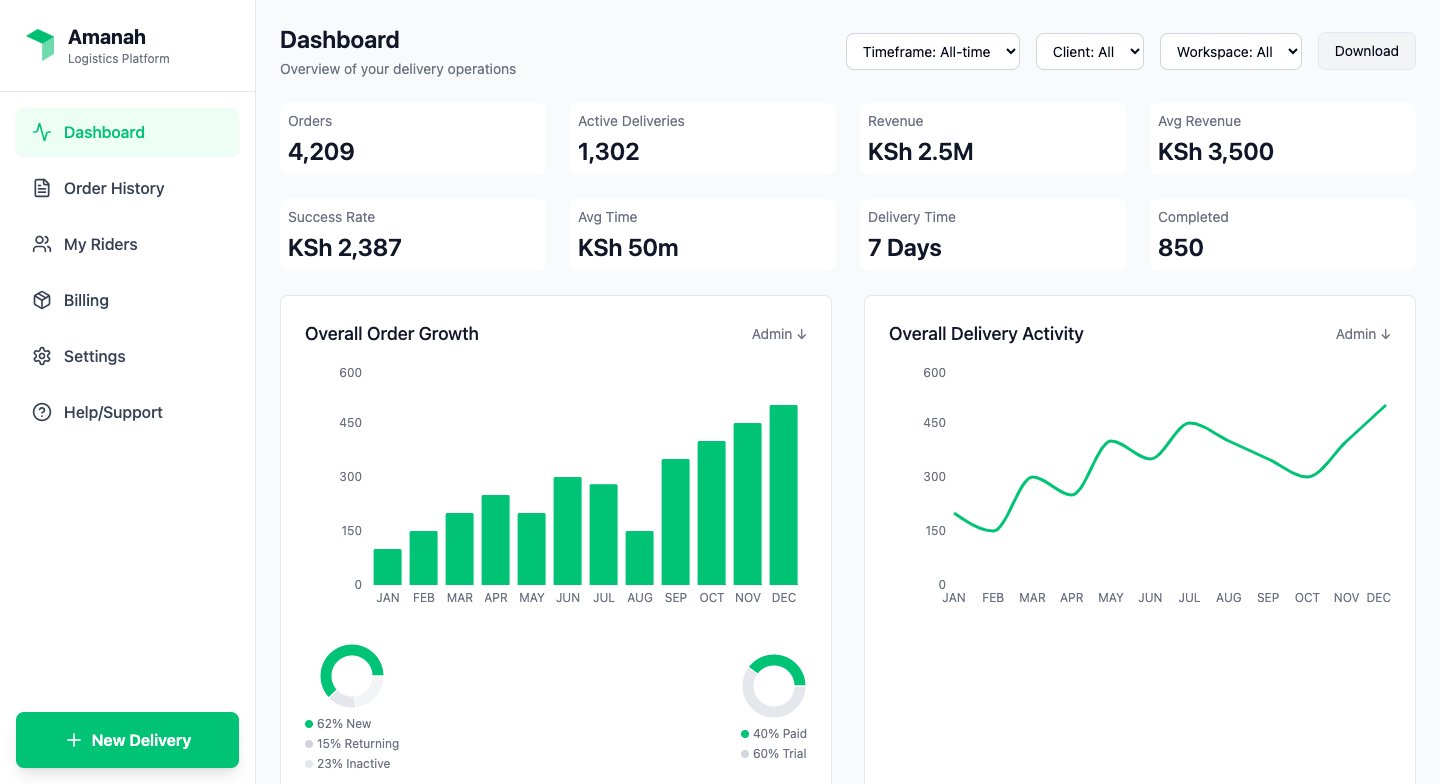 Amanah
Logistics Platform
Dashboard
Order History
My Riders
Billing
Settings
Help/Support
New Delivery
Dashboard
Overview of your delivery operations
Timeframe: All-time
Client: All
Workspace: All
Download
Orders
4,209
Active Deliveries
1,302
Revenue
KSh 2.5M
Avg Revenue
KSh 3,500
Success Rate
KSh 2,387
Avg Time
KSh 50m
Delivery Time
7 Days
Completed
850
Overall Order Growth
Admin ↓
600
450
300
150
0
JAN FEB MAR APR MAY JUN JUL AUG SEP OCT NOV DEC
62% New
15% Returning
23% Inactive
40% Paid
60% Trial
Overall Delivery Activity
Admin ↓
600
450
300
150
0
JAN FEB MAR APR MAY JUN JUL AUG SEP OCT NOV DEC